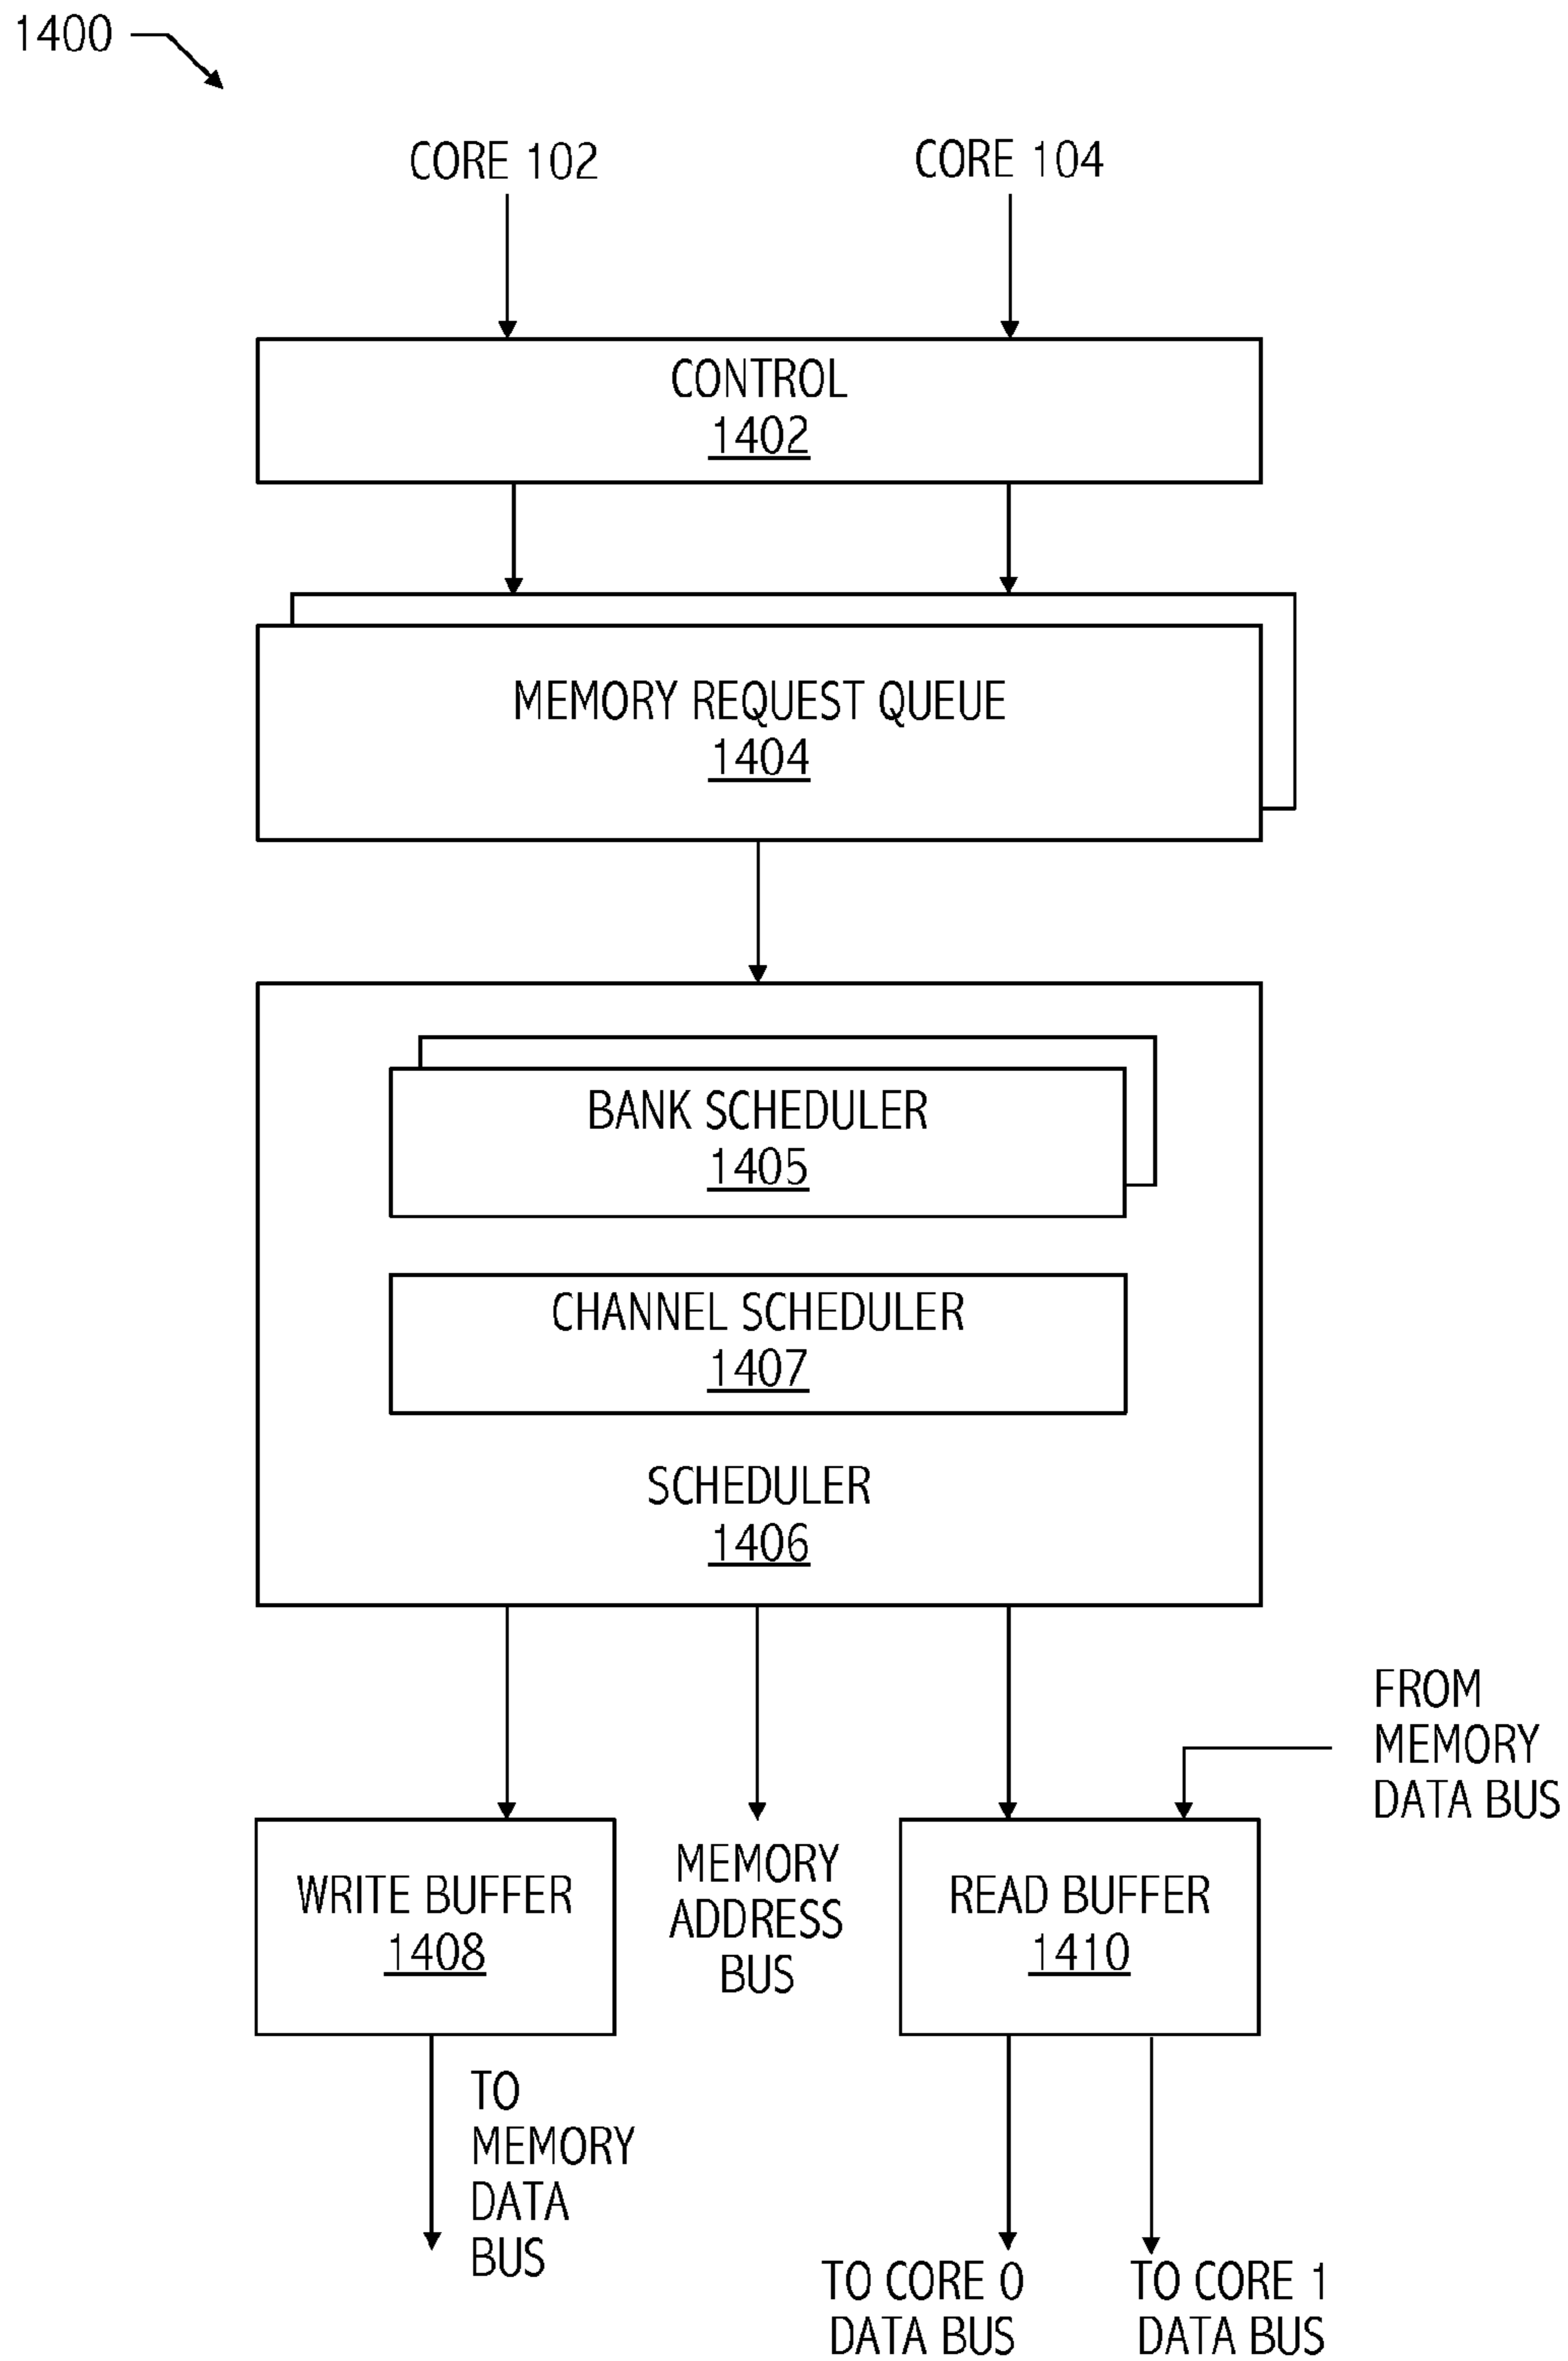 1400
CORE 102
CORE 104
CONTROL
1402
MEMORY REQUEST QUEUE
1404
BANK SCHEDULER
1405
CHANNEL SCHEDULER
1407
SCHEDULER
1406
FROM
MEMORY
DATA BUS
WRITE BUFFER
1408
MEMORY
ADDRESS
BUS
READ BUFFER
1410
TO
MEMORY
DATA
BUS
TO CORE 0
DATA BUS
TO CORE 1
DATA BUS